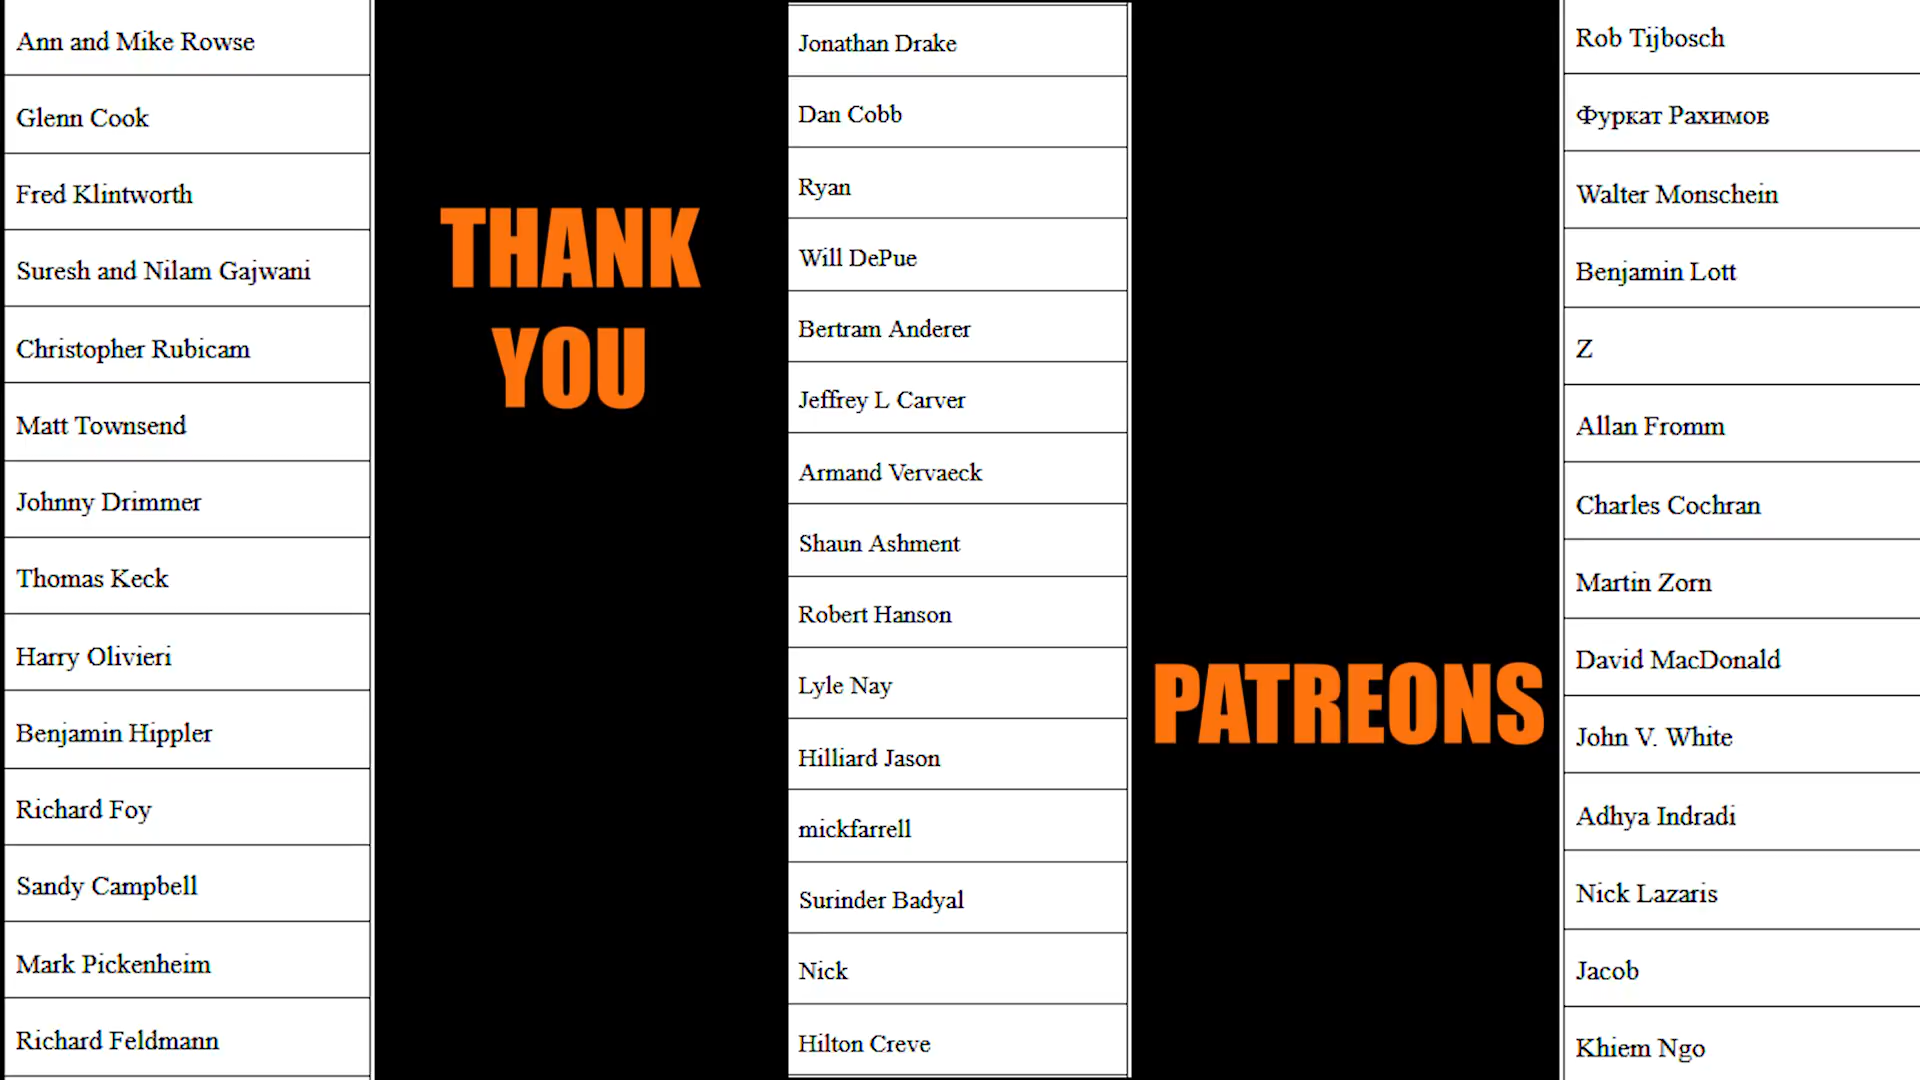 Ann and Mike Rowse
Glenn Cook
Fred Klintworth
Suresh and Nilam Gajwani
Christopher Rubicam
Matt Townsend
Johnny Drimmer
Thomas Keck
Harry Olivieri
Benjamin Hippler
Richard Foy
Sandy Campbell
Mark Pickenheim
Richard Feldmann
THANK
YOU
Jonathan Drake
Dan Cobb
Ryan
Will DePue
Bertram Anderer
Jeffrey L Carver
Armand Vervaeck
Shaun Ashment
Robert Hanson
Lyle Nay
Hilliard Jason
mickfarrell
Surinder Badyal
Nick
Hilton Creve
PATREONS
Rob Tijbosch
Фуркат Рахимов
Walter Monschein
Benjamin Lott
Z
Allan Fromm
Charles Cochran
Martin Zorn
David MacDonald
John V. White
Adhya Indradi
Nick Lazaris
Jacob
Khiem Ngo